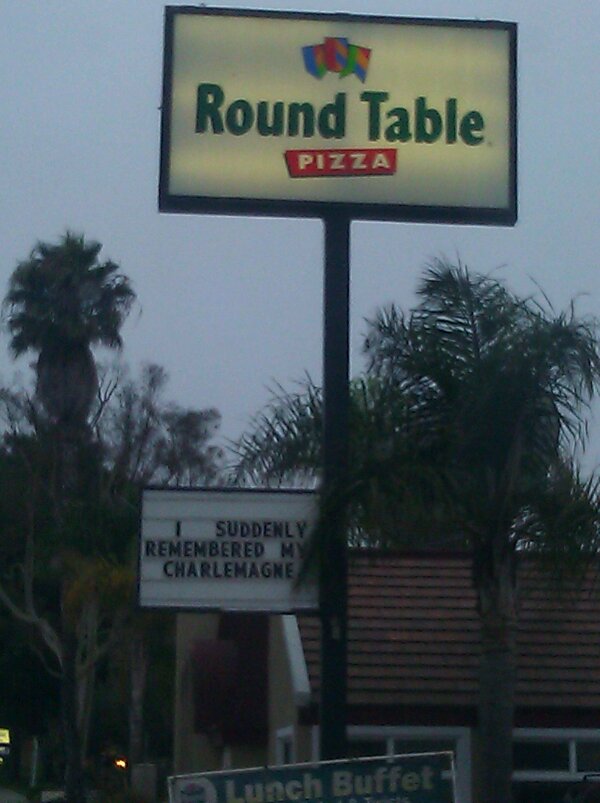 Round Table
PIZZA
I SUDDENLY
REMEMBERED MY
CHARLEMAGNE
Lunch Buffet